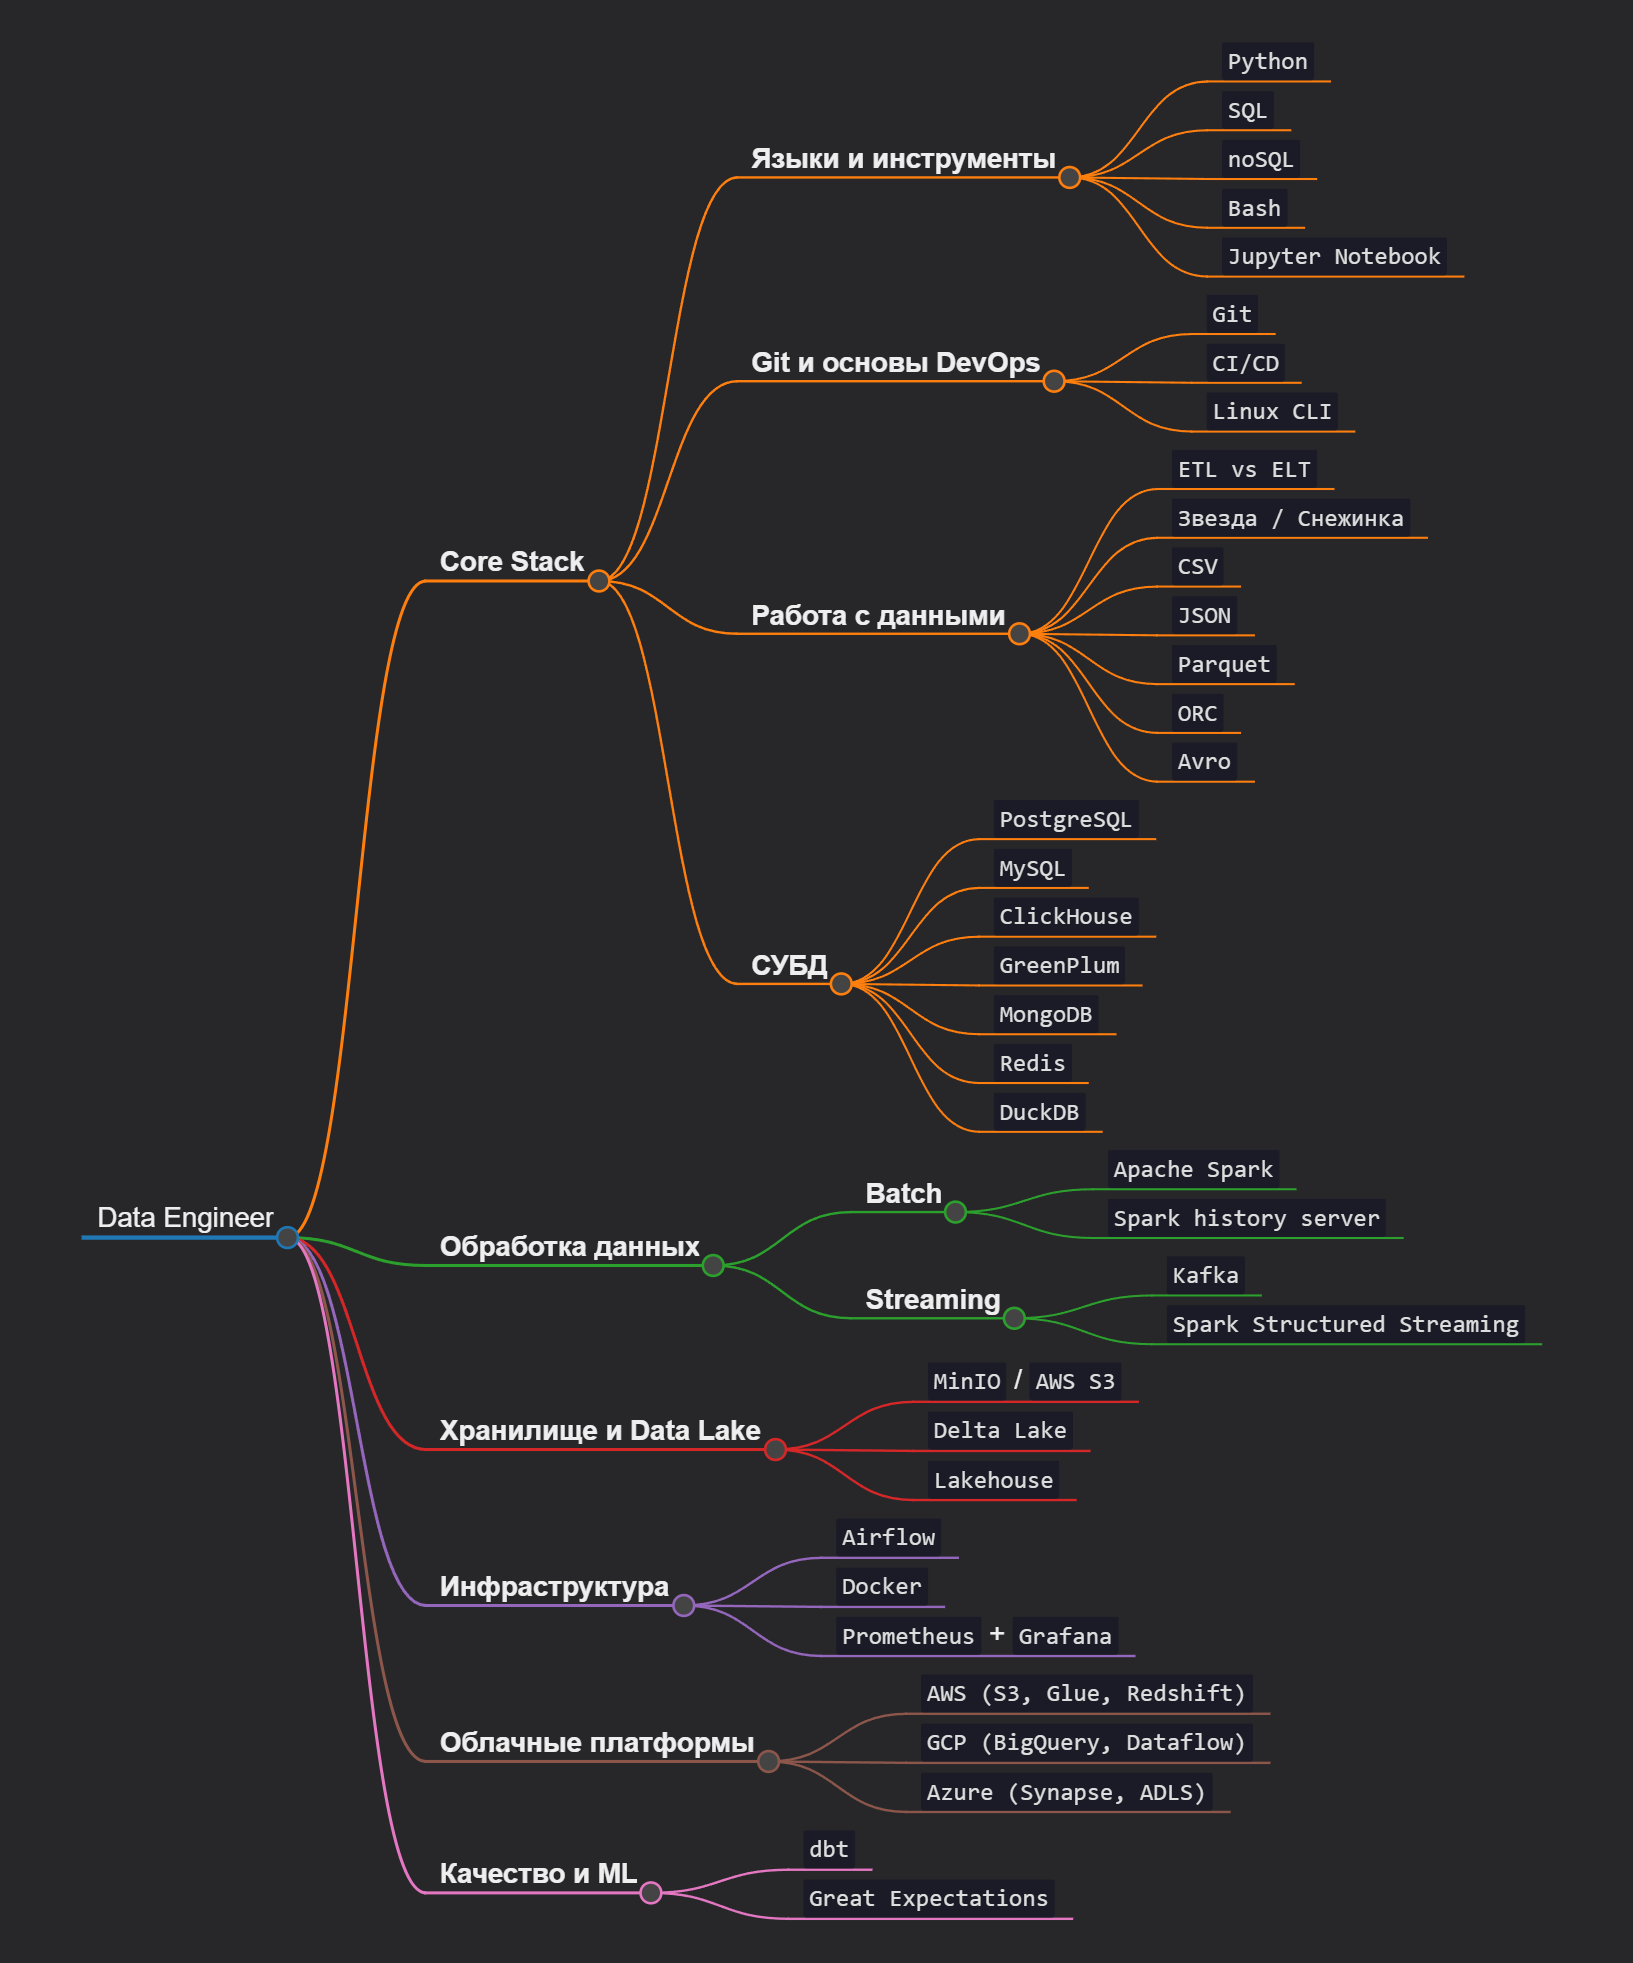 Data Engineer
Core Stack
Языки и инструменты
Python
SQL
noSQL
Bash
Jupyter Notebook
Git и основы DevOps
Git
CI/CD
Linux CLI
Работа с данными
ETL vs ELT
Звезда / Снежинка
CSV
JSON
Parquet
ORC
Avro
СУБД
PostgreSQL
MySQL
ClickHouse
GreenPlum
MongoDB
Redis
DuckDB
Обработка данных
Batch
Apache Spark
Spark history server
Streaming
Kafka
Spark Structured Streaming
Хранилище и Data Lake
MinIO / AWS S3
Delta Lake
Lakehouse
Инфраструктура
Airflow
Docker
Prometheus + Grafana
Облачные платформы
AWS (S3, Glue, Redshift)
GCP (BigQuery, Dataflow)
Azure (Synapse, ADLS)
Качество и ML
dbt
Great Expectations